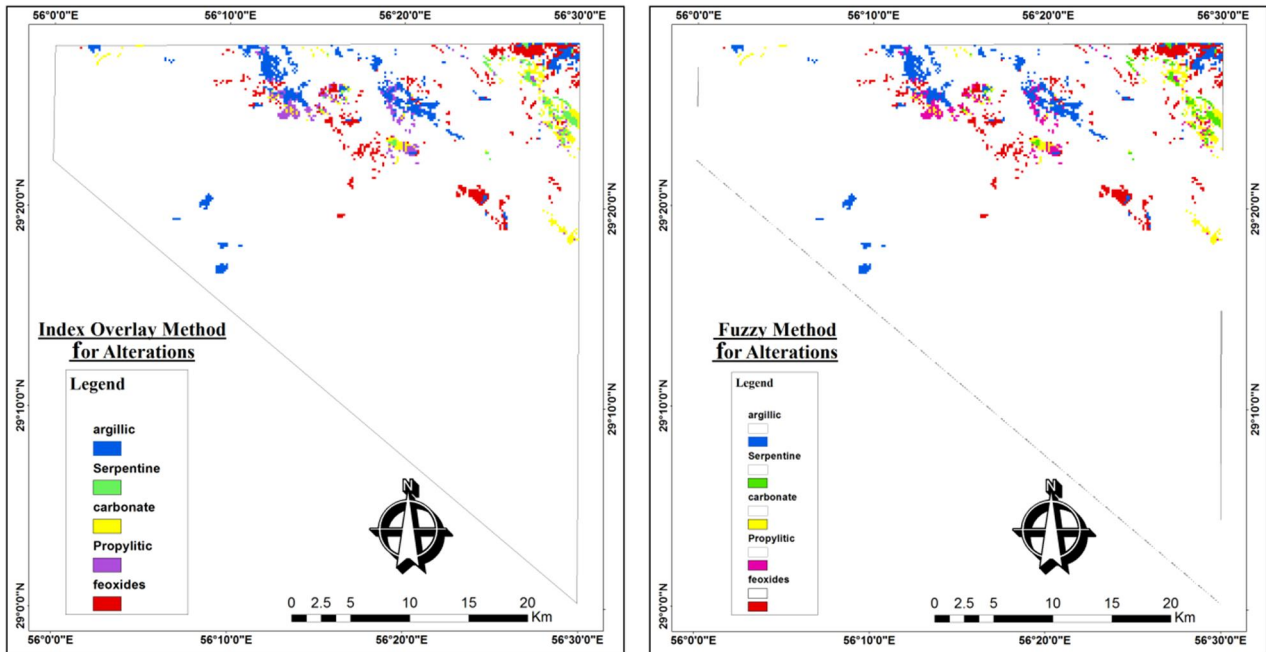 56°0'0"E
56°10'0"E
56°20'0"E
56°30'0"E
29°20'0"N
29°10'0"N
29°0'0"N
29°20'0"N
29°10'0"N
29°0'0"N
Index Overlay Method
for Alterations
Legend
argillic
Serpentine
carbonate
Propylitic
feoxides
N
0 2.5 5 10 15 20
Km
56°0'0"E
56°10'0"E
56°20'0"E
56°30'0"E
56°0'0"E
56°10'0"E
56°20'0"E
56°30'0"E
29°20'0"N
29°10'0"N
29°0'0"N
29°20'0"N
29°10'0"N
29°0'0"N
Fuzzy Method
for Alterations
Legend
argillic
Serpentine
carbonate
Propylitic
feoxides
N
0 2.5 5 10 15 20
Km
56°0'0"E
56°10'0"E
56°20'0"E
56°30'0"E